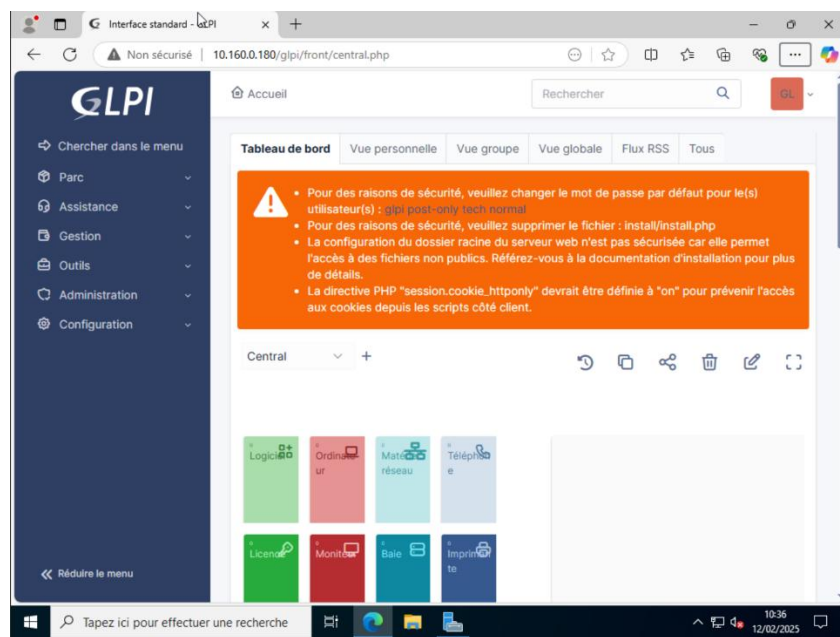 Interface standard - GLPI
Non sécurisé
10.160.0.180/glpi/front/central.php
GLPI
Accueil
Rechercher
GL
Chercher dans le menu
Parc
Assistance
Gestion
Outils
Administration
Configuration
Réduire le menu
Tableau de bord
Vue personnelle
Vue groupe
Vue globale
Flux RSS
Tous
Pour des raisons de sécurité, veuillez changer le mot de passe par défaut pour le(s)
utilisateur(s) : glpi post-only tech normal
Pour des raisons de sécurité, veuillez supprimer le fichier : install/install.php
La configuration du dossier racine du serveur web n'est pas sécurisée car elle permet
l'accès à des fichiers non publics. Référez-vous à la documentation d'installation pour plus
de détails.
La directive PHP "session.cookie_httponly" devrait être définie à "on" pour prévenir l'accès
aux cookies depuis les scripts côté client.
Central
Logiciel
Ordinateur
Matériel
réseau
Téléphon
e
Licence
Moniteur
Baie
Imprimante
Tapez ici pour effectuer une recherche
10:36
12/02/2025